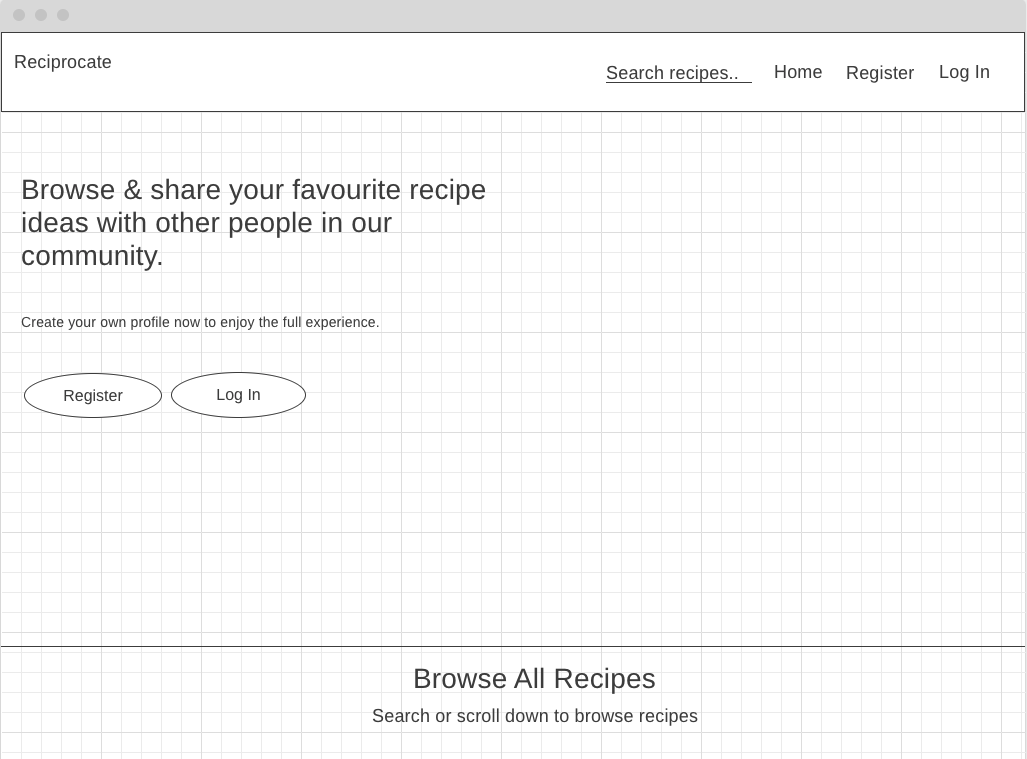 Reciprocate
Search recipes.. Home Register Log In
Browse & share your favourite recipe
ideas with other people in our
community.
Create your own profile now to enjoy the full experience.
Register Log In
Browse All Recipes
Search or scroll down to browse recipes